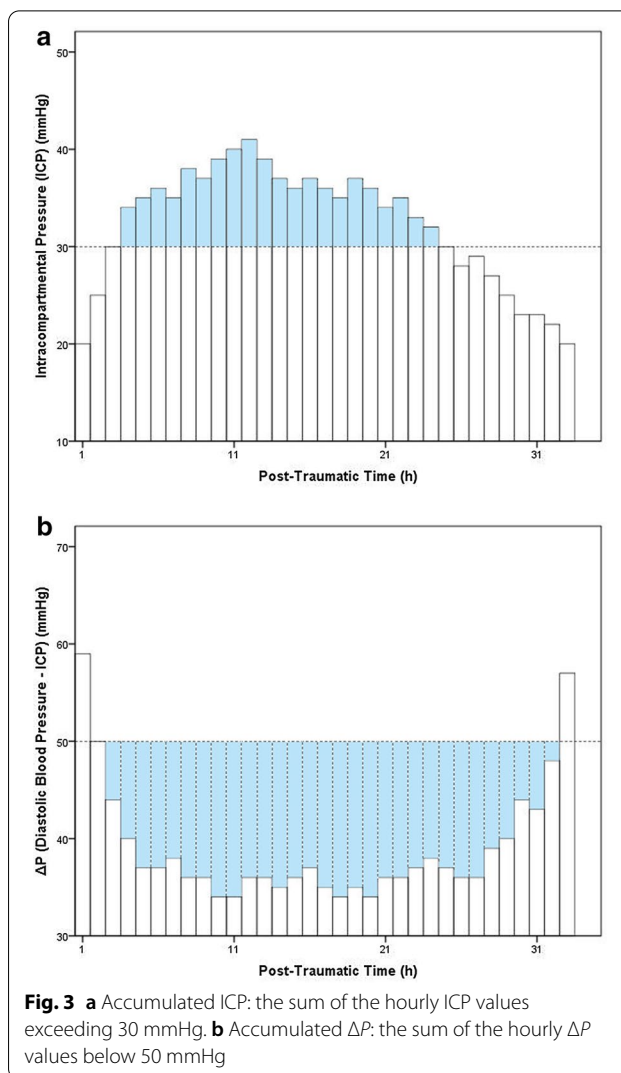 a
50
40
30
20
10
Intracompartmental Pressure (ICP) (mmHg)
1
11
21
31
Post-Traumatic Time (h)
b
70
60
50
40
30
ΔP (Diastolic Blood Pressure - ICP) (mmHg)
1
11
21
31
Post-Traumatic Time (h)
Fig. 3 a Accumulated ICP: the sum of the hourly ICP values
exceeding 30 mmHg. b Accumulated ΔP: the sum of the hourly ΔP
values below 50 mmHg